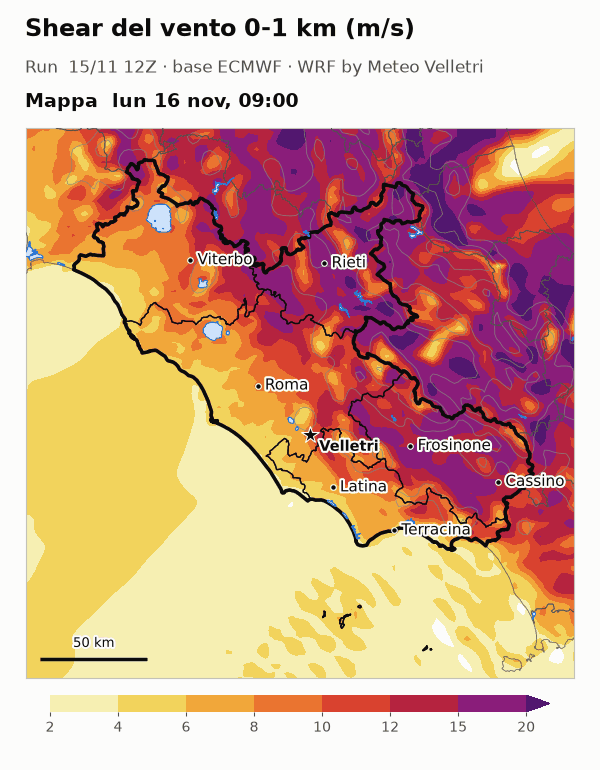 Shear del vento 0-1 km (m/s)
Run  15/11 12Z · base ECMWF · WRF by Meteo Velletri
Mappa  lun 16 nov, 09:00
Viterbo
Rieti
Roma
Velletri
Frosinone
Latina
Cassino
Terracina
50 km
2 4 6 8 10 12 15 20